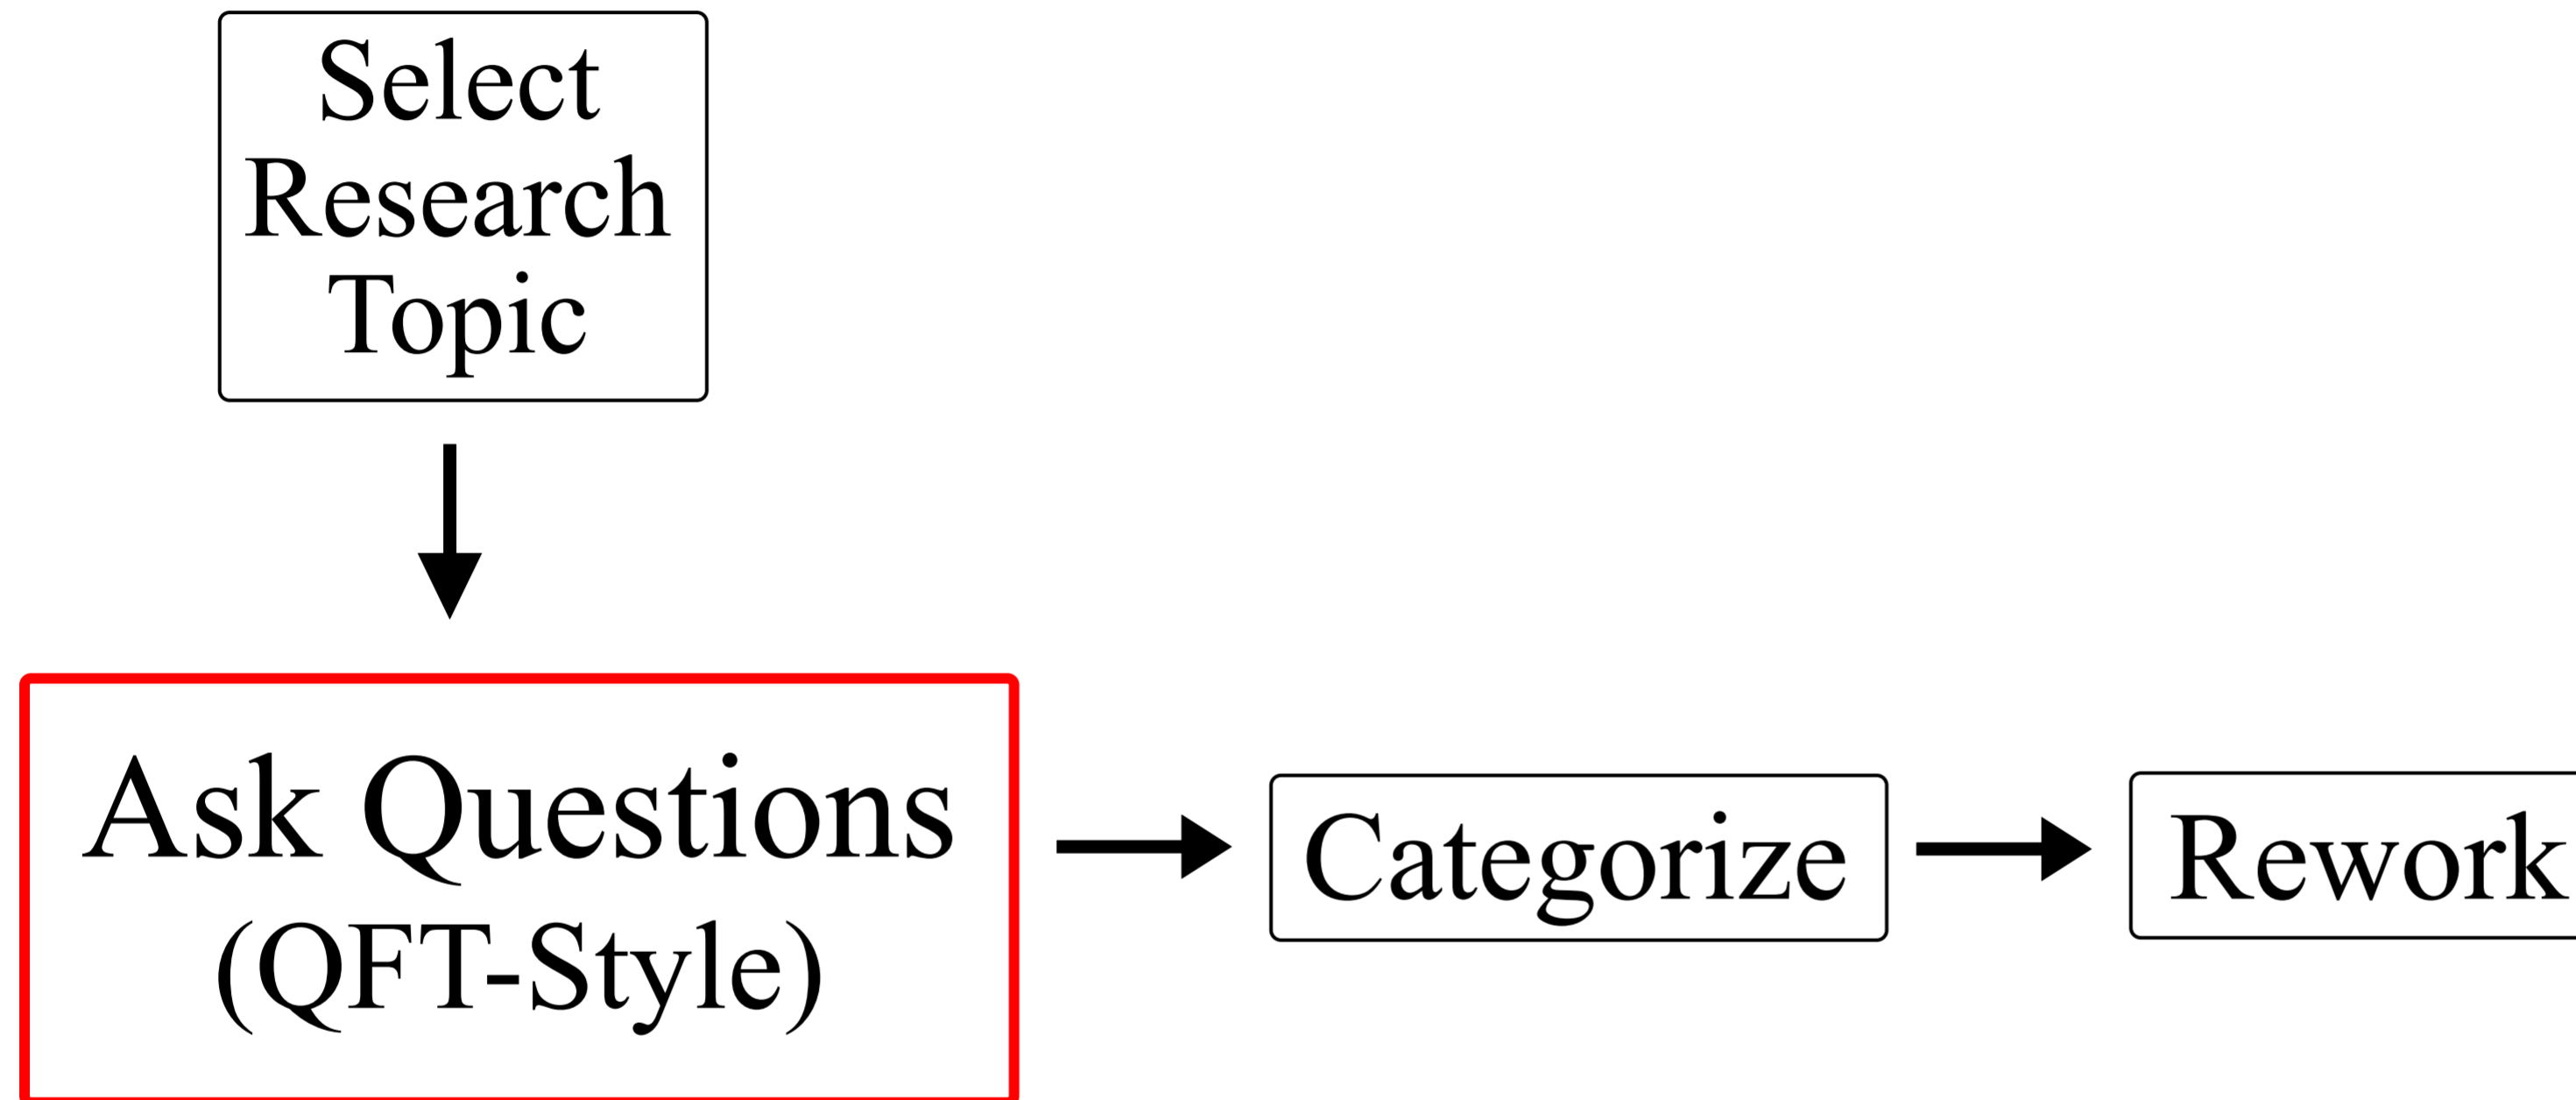 Select
Research
Topic
Ask Questions
(QFT-Style)
Categorize
Rework